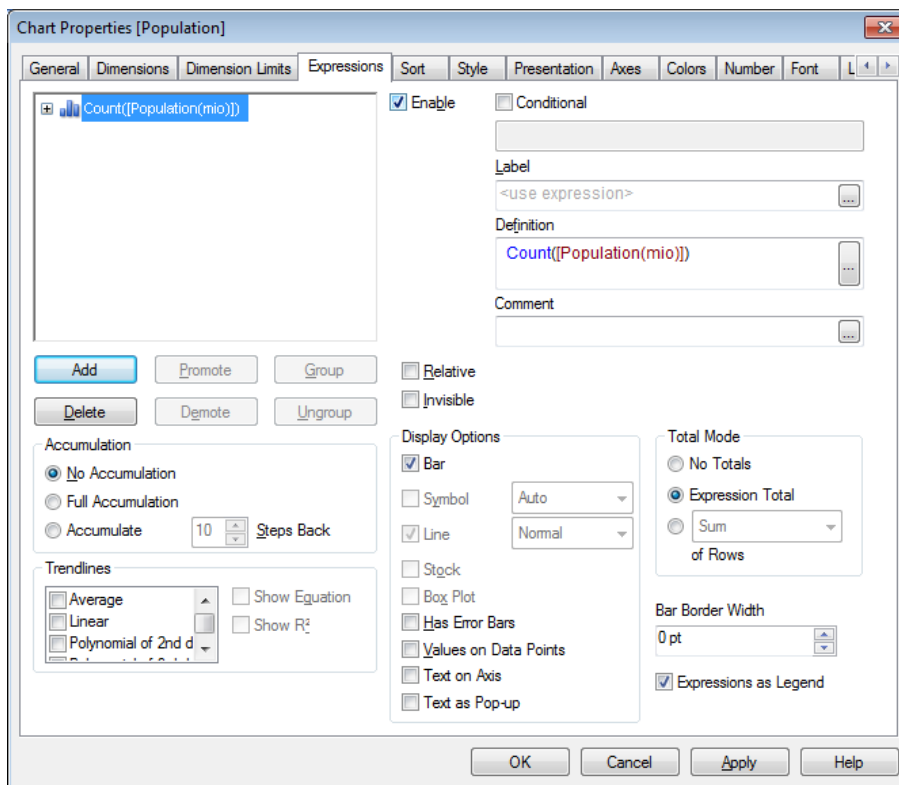 Chart Properties [Population]
General Dimensions Dimension Limits Expressions Sort Style Presentation Axes Colors Number Font L
Count([Population(mio)])
Enable
Conditional
Label
<use expression>
...
Definition
Count([Population(mio)])
...
Comment
...
Add Promote Group
Delete Demote Ungroup
Relative
Invisible
Accumulation
No Accumulation
Full Accumulation
Accumulate 10 Steps Back
Trendlines
Average
Linear
Polynomial of 2nd d
Show Equation
Show R²
Display Options
Bar
Symbol Auto
Line Normal
Stock
Box Plot
Has Error Bars
Values on Data Points
Text on Axis
Text as Pop-up
Total Mode
No Totals
Expression Total
Sum
of Rows
Bar Border Width
0 pt
Expressions as Legend
OK Cancel Apply Help